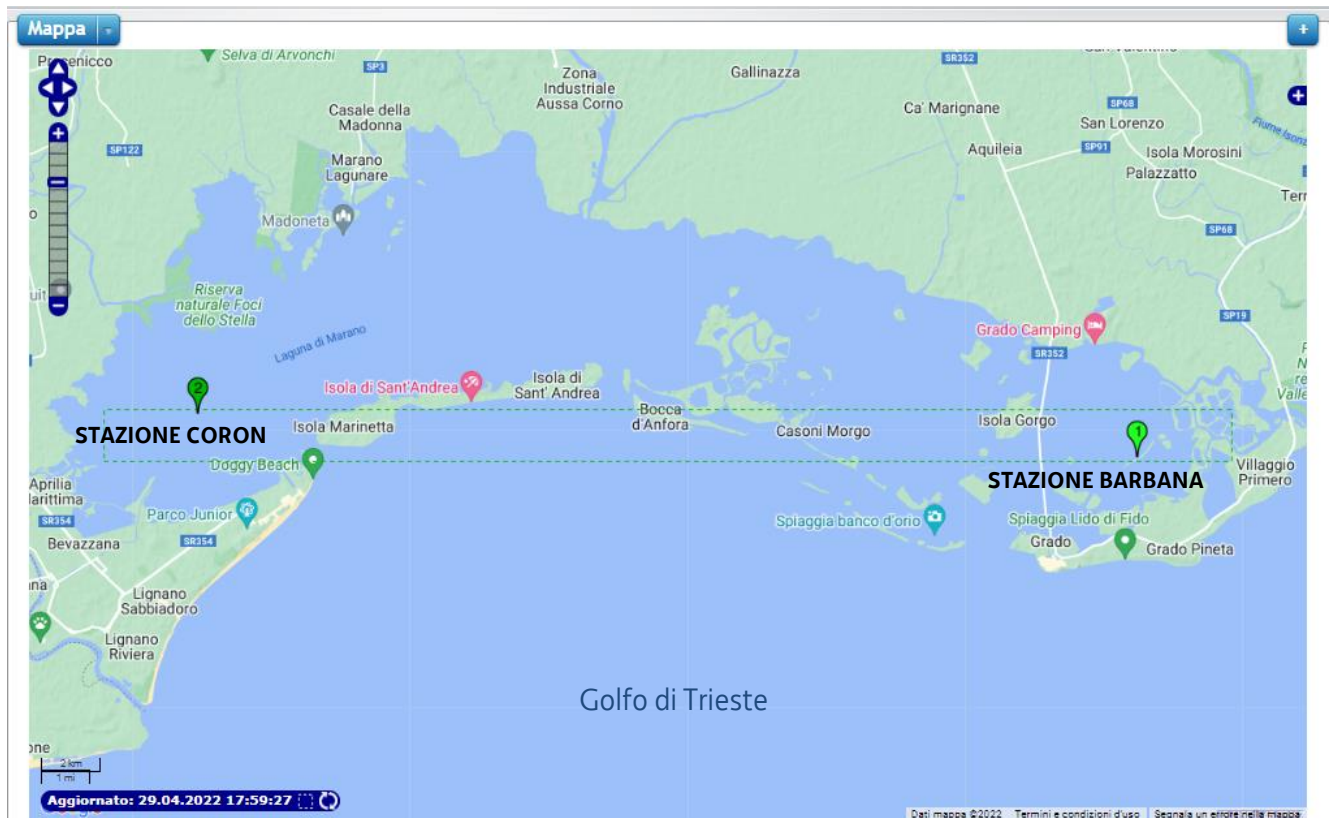 Mappa
Selva di Arvonchi
SP3
Zona
Industriale
Aussa Corno
Gallinazza
SR352
Casale della
Madonna
Ca' Marignane
SP68
San Lorenzo
SP122
Marano
Lagunare
Aquileia
SP91
Isola Morosini
Palazzatto
Madoneta
SP68
Riserva
naturale Foci
dello Stella
Laguna di Marano
SP19
Grado Camping
SR352
2
Isola di Sant'Andrea
Isola di
Sant' Andrea
STAZIONE CORON
Isola Marinetta
Bocca
d'Anfora
Casoni Morgo
Isola Gorgo
1
Doggy Beach
STAZIONE BARBANA
Villaggio
Primero
Aprilia
Parco Junior
Spiaggia banco d'orio
Spiaggia Lido di Fido
SR354
Bevazzana
SR354
Grado
Grado Pineta
Lignano
Sabbiadoro
Lignano
Riviera
Golfo di Trieste
2 km
1 mi
Aggiornato: 29.04.2022 17:59:27
Dati mappa ©2022
Termini e condizioni d'uso
Segnala un errore nella mappa